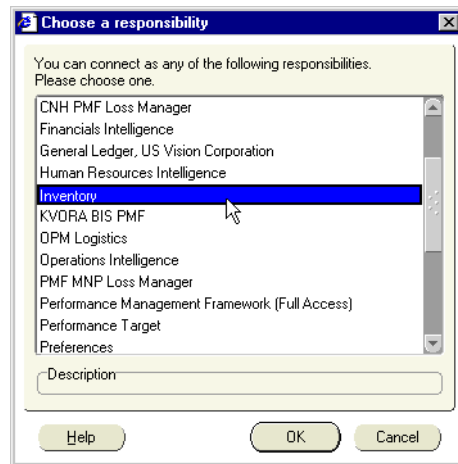 Choose a responsibility
You can connect as any of the following responsibilities.
Please choose one.
CNH PMF Loss Manager
Financials Intelligence
General Ledger, US Vision Corporation
Human Resources Intelligence
Inventory
KVORA BIS PMF
OPM Logistics
Operations Intelligence
PMF MNP Loss Manager
Performance Management Framework (Full Access)
Performance Target
Preferences
Description
Help OK Cancel